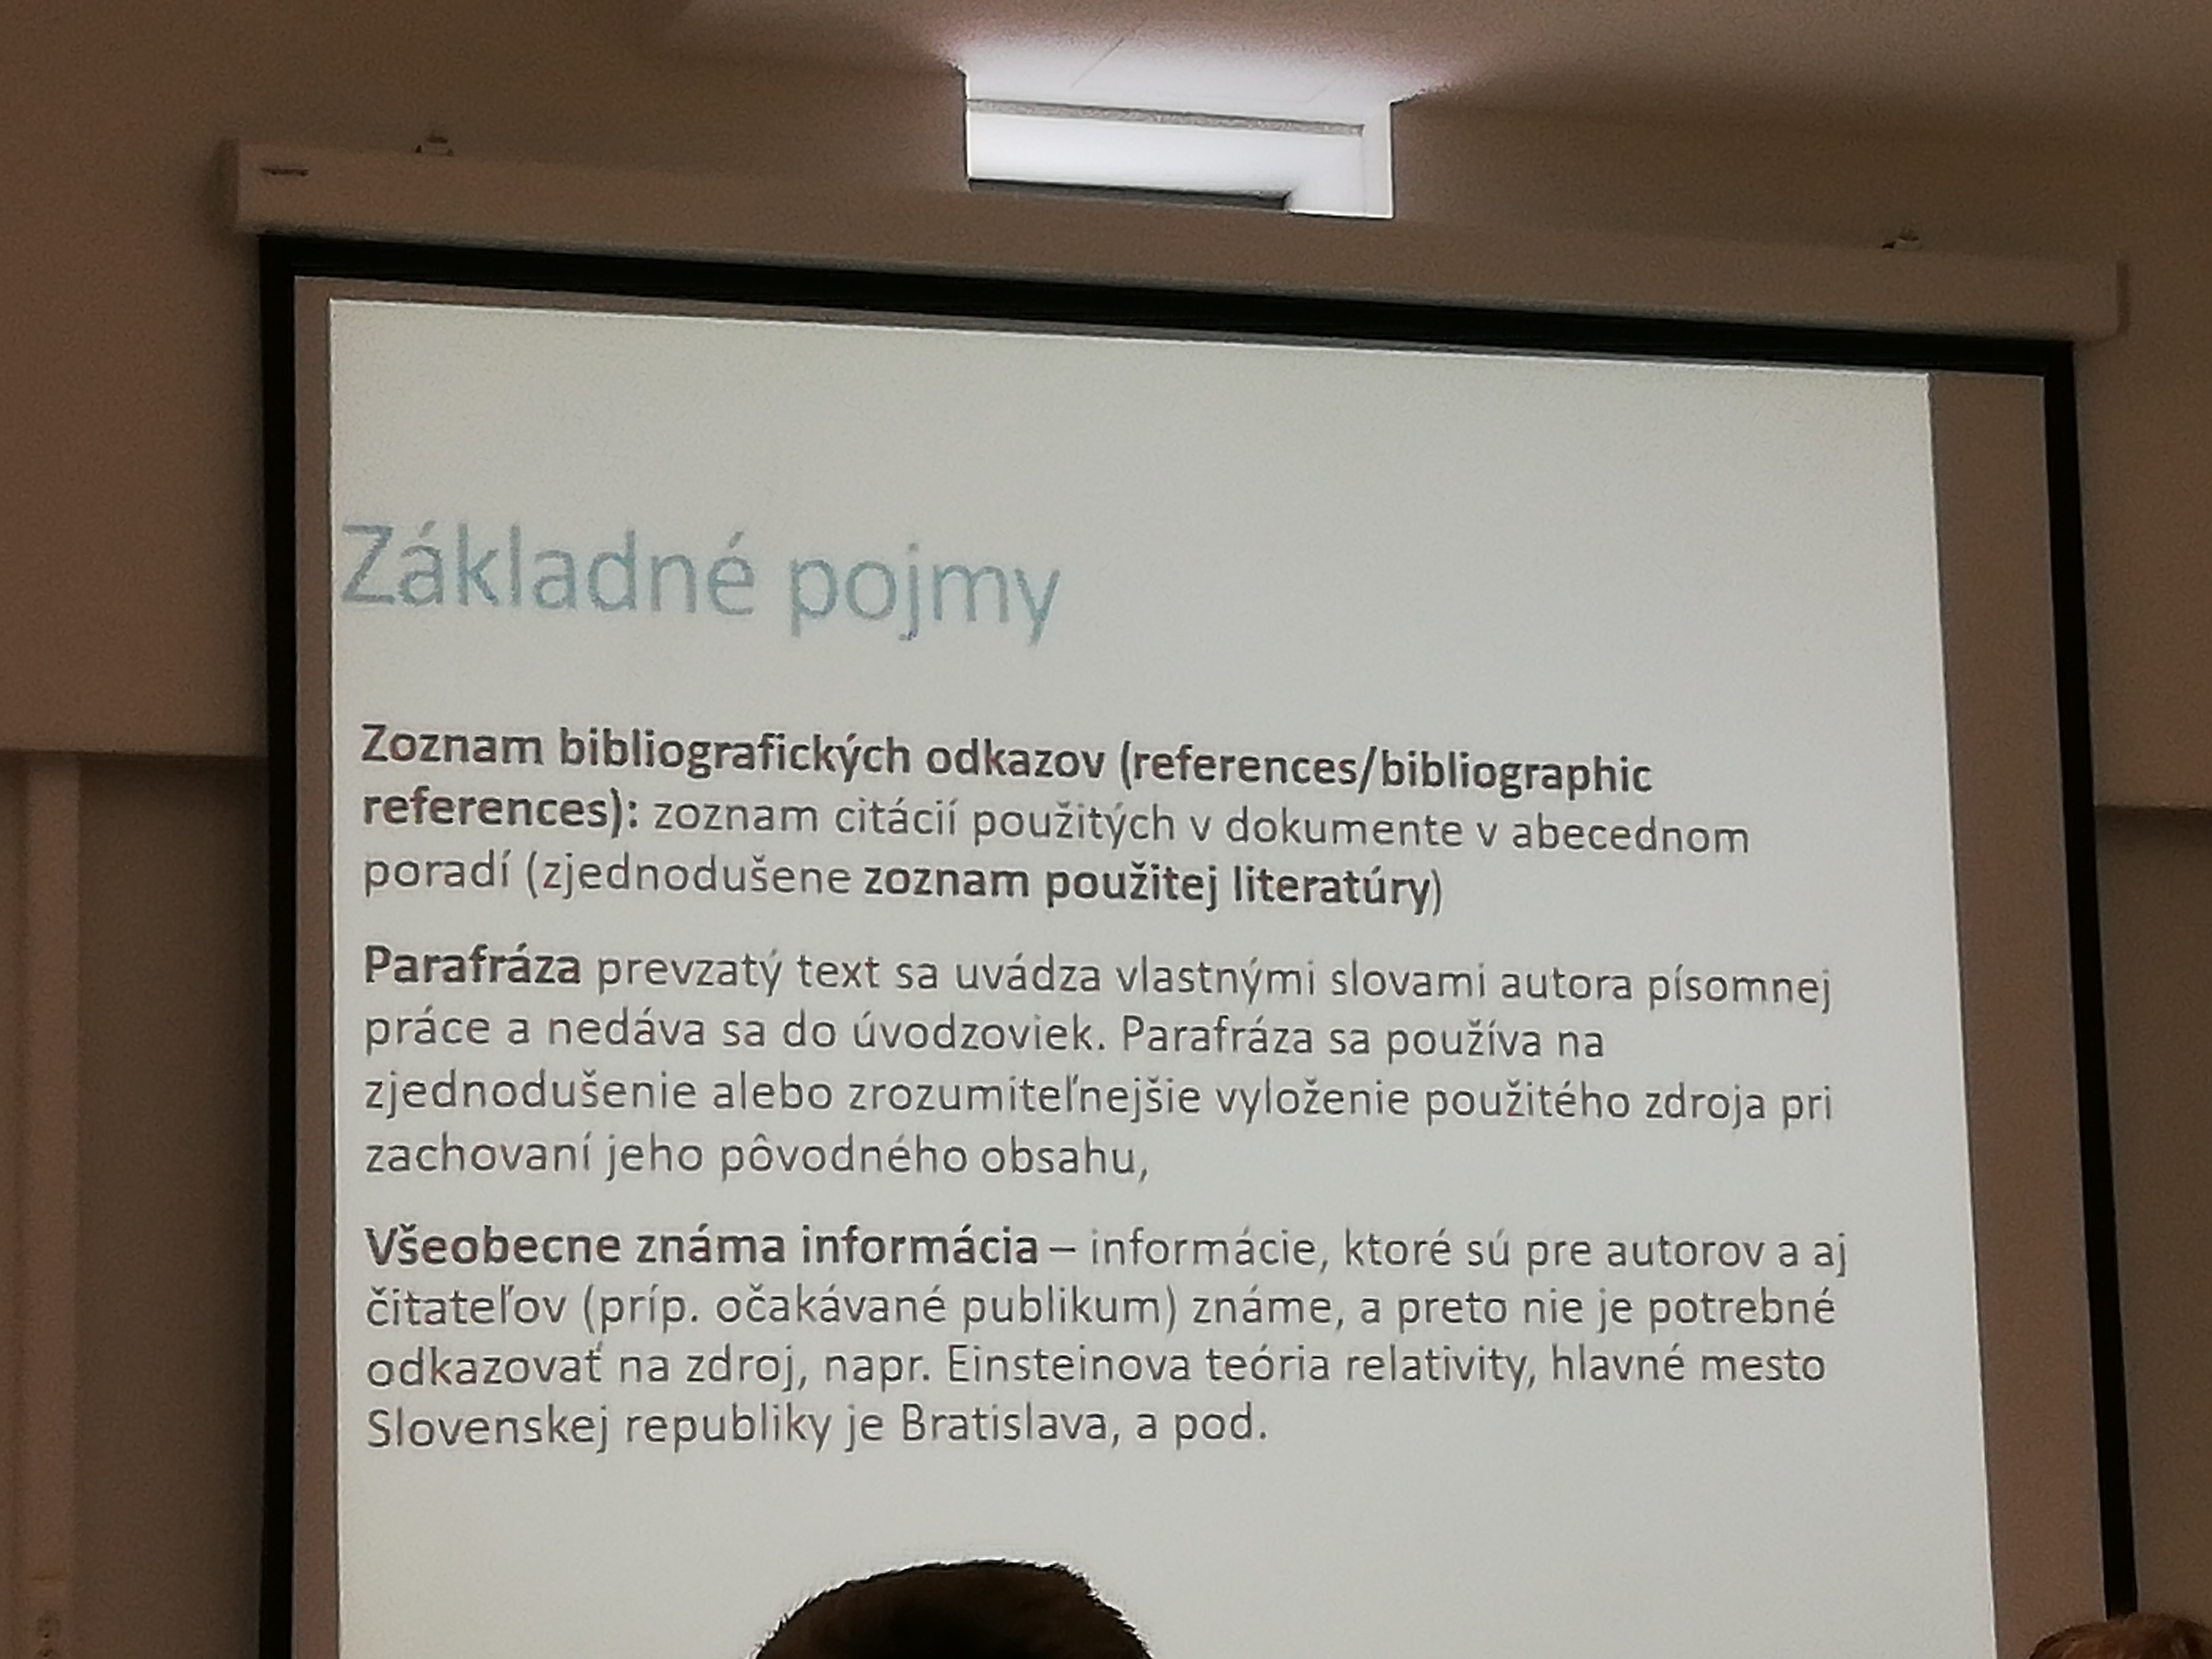 Základné pojmy
Zoznam bibliografických odkazov (references/bibliographic
references): zoznam citácií použitých v dokumente v abecednom
poradí (zjednodušene zoznam použitej literatúry)
Parafráza prevzatý text sa uvádza vlastnými slovami autora písomnej
práce a nedáva sa do úvodzoviek. Parafráza sa používa na
zjednodušenie alebo zrozumiteľnejšie vyloženie použitého zdroja pri
zachovaní jeho pôvodného obsahu,
Všeobecne známa informácia – informácie, ktoré sú pre autorov a aj
čitateľov (príp. očakávané publikum) známe, a preto nie je potrebné
odkazovať na zdroj, napr. Einsteinova teória relativity, hlavné mesto
Slovenskej republiky je Bratislava, a pod.